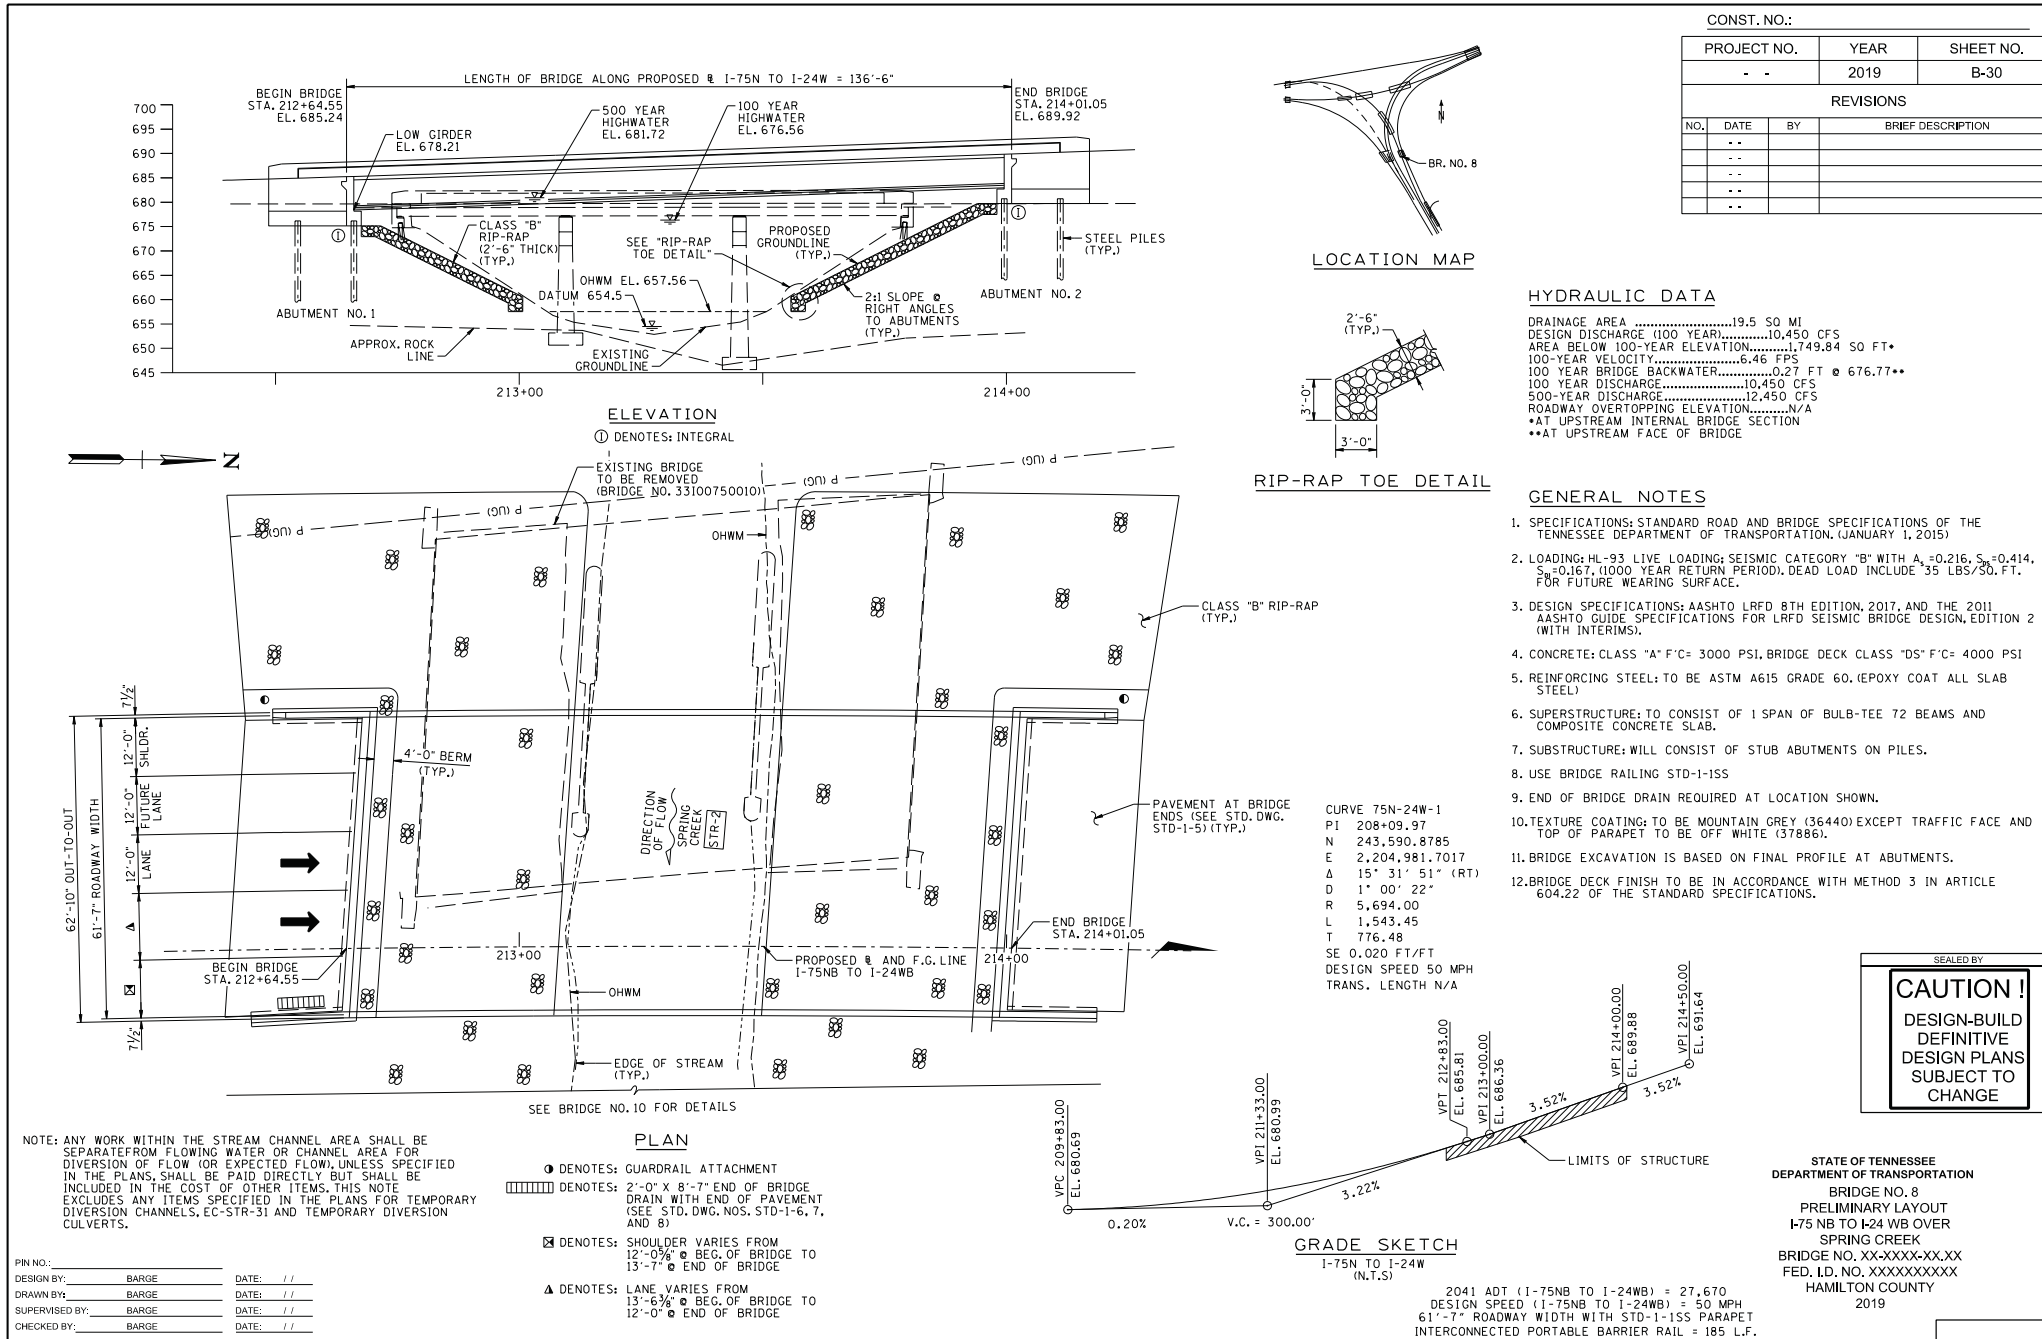 CONST. NO.:
PROJECT NO. YEAR SHEET NO.
- - 2019 B-30
REVISIONS
NO. DATE BY BRIEF DESCRIPTION
- -
- -
- -
- -
- -
LENGTH OF BRIDGE ALONG PROPOSED ℄ I-75N TO I-24W = 136'-6"
BEGIN BRIDGE
STA. 212+64.55
EL. 685.24
END BRIDGE
STA. 214+01.05
EL. 689.92
LOW GIRDER
EL. 678.21
500 YEAR
HIGHWATER
EL. 681.72
100 YEAR
HIGHWATER
EL. 676.56
700
695
690
685
680
675
670
665
660
655
650
645
I
I
CLASS "B"
RIP-RAP
(2'-6" THICK)
(TYP.)
SEE "RIP-RAP
TOE DETAIL"
PROPOSED
GROUNDLINE
(TYP.)
STEEL PILES
(TYP.)
OHWM EL. 657.56
DATUM 654.5
2:1 SLOPE @
RIGHT ANGLES
TO ABUTMENTS
(TYP.)
ABUTMENT NO. 1
ABUTMENT NO. 2
APPROX. ROCK
LINE
EXISTING
GROUNDLINE
213+00
214+00
ELEVATION
I DENOTES: INTEGRAL
N
BR. NO. 8
LOCATION MAP
2'-6"
(TYP.)
3'-0"
3'-0"
RIP-RAP TOE DETAIL
HYDRAULIC DATA
DRAINAGE AREA ........................19.5 SQ MI
DESIGN DISCHARGE (100 YEAR)............10,450 CFS
AREA BELOW 100-YEAR ELEVATION.........1,749.84 SQ FT*
100-YEAR VELOCITY.....................6.46 FPS
100 YEAR BRIDGE BACKWATER.............0.27 FT @ 676.77**
100 YEAR DISCHARGE....................10,450 CFS
500-YEAR DISCHARGE....................12,450 CFS
ROADWAY OVERTOPPING ELEVATION.........N/A
*AT UPSTREAM INTERNAL BRIDGE SECTION
**AT UPSTREAM FACE OF BRIDGE
GENERAL NOTES
1. SPECIFICATIONS: STANDARD ROAD AND BRIDGE SPECIFICATIONS OF THE
TENNESSEE DEPARTMENT OF TRANSPORTATION. (JANUARY 1, 2015)
2. LOADING: HL-93 LIVE LOADING; SEISMIC CATEGORY "B" WITH As=0.216, SDS=0.414,
SD1=0.167, (1000 YEAR RETURN PERIOD). DEAD LOAD INCLUDE 35 LBS/SQ. FT.
FOR FUTURE WEARING SURFACE.
3. DESIGN SPECIFICATIONS: AASHTO LRFD 8TH EDITION, 2017, AND THE 2011
AASHTO GUIDE SPECIFICATIONS FOR LRFD SEISMIC BRIDGE DESIGN, EDITION 2
(WITH INTERIMS).
4. CONCRETE: CLASS "A" F'C= 3000 PSI, BRIDGE DECK CLASS "DS" F'C= 4000 PSI
5. REINFORCING STEEL: TO BE ASTM A615 GRADE 60. (EPOXY COAT ALL SLAB
STEEL)
6. SUPERSTRUCTURE: TO CONSIST OF 1 SPAN OF BULB-TEE 72 BEAMS AND
COMPOSITE CONCRETE SLAB.
7. SUBSTRUCTURE: WILL CONSIST OF STUB ABUTMENTS ON PILES.
8. USE BRIDGE RAILING STD-1-1SS
9. END OF BRIDGE DRAIN REQUIRED AT LOCATION SHOWN.
10. TEXTURE COATING: TO BE MOUNTAIN GREY (36440) EXCEPT TRAFFIC FACE AND
TOP OF PARAPET TO BE OFF WHITE (37886).
11. BRIDGE EXCAVATION IS BASED ON FINAL PROFILE AT ABUTMENTS.
12. BRIDGE DECK FINISH TO BE IN ACCORDANCE WITH METHOD 3 IN ARTICLE
604.22 OF THE STANDARD SPECIFICATIONS.
N
EXISTING BRIDGE
TO BE REMOVED
(BRIDGE NO. 33100750010)
P (UG)
P (UG)
P (UG)
P (UG)
OHWM
CLASS "B" RIP-RAP
(TYP.)
7½"
62'-10" OUT-TO-OUT
61'-7" ROADWAY WIDTH
12'-0"
SHLDR.
12'-0"
FUTURE
LANE
12'-0"
LANE
7½"
4'-0" BERM
(TYP.)
DIRECTION
OF FLOW
SPRING
CREEK
STR-2
PAVEMENT AT BRIDGE
ENDS (SEE STD. DWG.
STD-1-5) (TYP.)
END BRIDGE
STA. 214+01.05
213+00
214+00
BEGIN BRIDGE
STA. 212+64.55
PROPOSED ℄ AND F.G. LINE
I-75NB TO I-24WB
OHWM
EDGE OF STREAM
(TYP.)
SEE BRIDGE NO. 10 FOR DETAILS
PLAN
CURVE 75N-24W-1
PI 208+09.97
N 243,590.8785
E 2,204,981.7017
Δ 15° 31' 51" (RT)
D 1° 00' 22"
R 5,694.00
L 1,543.45
T 776.48
SE 0.020 FT/FT
DESIGN SPEED 50 MPH
TRANS. LENGTH N/A
NOTE: ANY WORK WITHIN THE STREAM CHANNEL AREA SHALL BE
SEPARATEFROM FLOWING WATER OR CHANNEL AREA FOR
DIVERSION OF FLOW (OR EXPECTED FLOW), UNLESS SPECIFIED
IN THE PLANS, SHALL BE PAID DIRECTLY BUT SHALL BE
INCLUDED IN THE COST OF OTHER ITEMS. THIS NOTE
EXCLUDES ANY ITEMS SPECIFIED IN THE PLANS FOR TEMPORARY
DIVERSION CHANNELS, EC-STR-31 AND TEMPORARY DIVERSION
CULVERTS.
DENOTES: GUARDRAIL ATTACHMENT
DENOTES: 2'-0" X 8'-7" END OF BRIDGE
DRAIN WITH END OF PAVEMENT
(SEE STD. DWG. NOS. STD-1-6, 7,
AND 8)
DENOTES: SHOULDER VARIES FROM
12'-0⅝" @ BEG. OF BRIDGE TO
13'-7" @ END OF BRIDGE
DENOTES: LANE VARIES FROM
13'-6⅜" @ BEG. OF BRIDGE TO
12'-0" @ END OF BRIDGE
VPC 209+83.00
EL. 680.69
VPI 211+33.00
EL. 680.99
VPT 212+83.00
EL. 685.81
VPI 213+00.00
EL. 686.36
VPI 214+00.00
EL. 689.88
VPI 214+50.00
EL. 691.64
0.20%
V.C. = 300.00'
3.22%
3.52%
3.52%
LIMITS OF STRUCTURE
GRADE SKETCH
I-75N TO I-24W
(N.T.S)
2041 ADT (I-75NB TO I-24WB) = 27,670
DESIGN SPEED (I-75NB TO I-24WB) = 50 MPH
61'-7" ROADWAY WIDTH WITH STD-1-1SS PARAPET
INTERCONNECTED PORTABLE BARRIER RAIL = 185 L.F.
SEALED BY
CAUTION !
DESIGN-BUILD
DEFINITIVE
DESIGN PLANS
SUBJECT TO
CHANGE
STATE OF TENNESSEE
DEPARTMENT OF TRANSPORTATION
BRIDGE NO. 8
PRELIMINARY LAYOUT
I-75 NB TO I-24 WB OVER
SPRING CREEK
BRIDGE NO. XX-XXXX-XX.XX
FED. I.D. NO. XXXXXXXXXX
HAMILTON COUNTY
2019
PIN NO.:
DESIGN BY: BARGE DATE: / /
DRAWN BY: BARGE DATE: / /
SUPERVISED BY: BARGE DATE: / /
CHECKED BY: BARGE DATE: / /